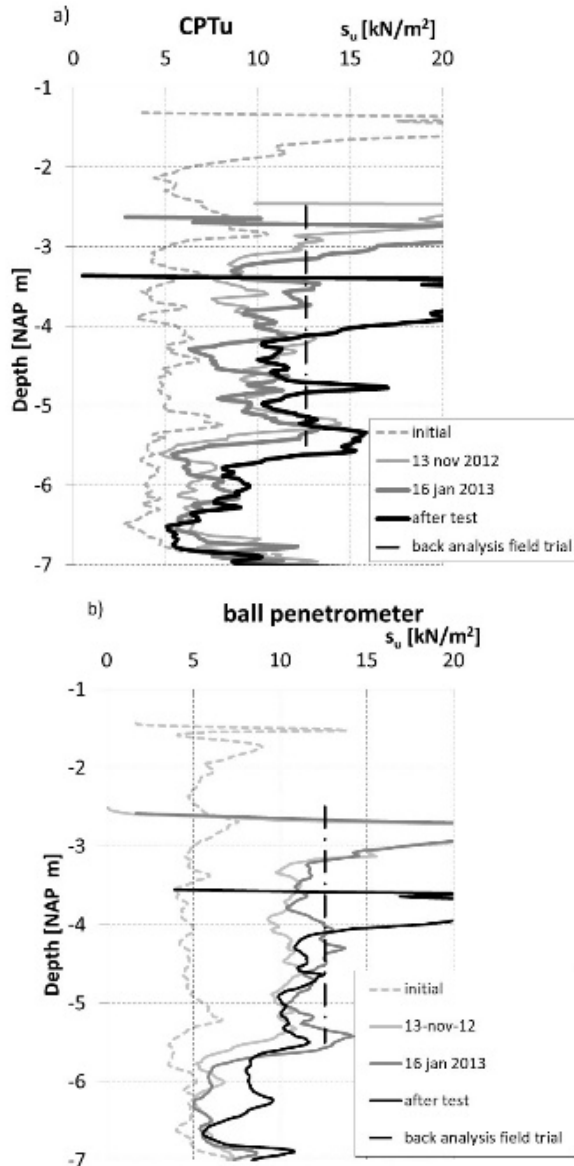 a)
CPTu
s_u [kN/m²]
0 5 10 15 20
-1
-2
-3
-4
-5
-6
-7
Depth [NAP m]
initial
13 nov 2012
16 jan 2013
after test
back analysis field trial
b)
ball penetrometer
s_u [kN/m²]
0 5 10 15 20
-1
-2
-3
-4
-5
-6
-7
Depth [NAP m]
initial
13-nov-12
16 jan 2013
after test
back analysis field trial